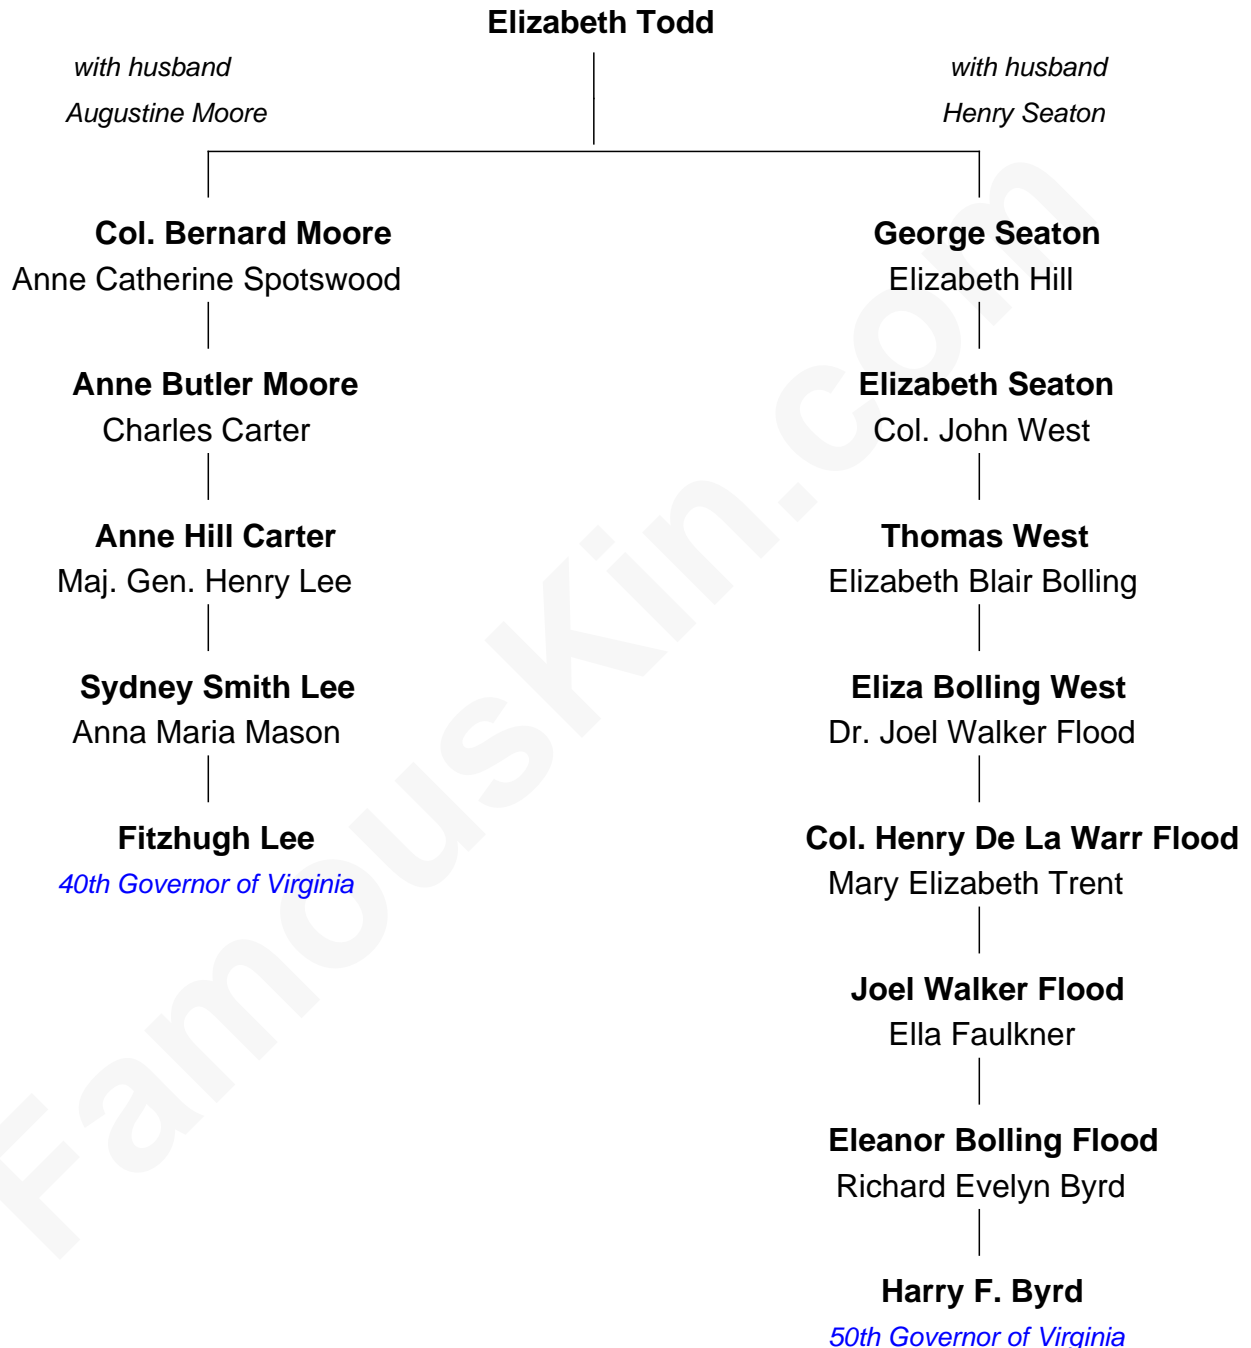 Elizabeth Todd
with husband
Augustine Moore
with husband
Henry Seaton
Col. Bernard Moore
Anne Catherine Spotswood
Anne Butler Moore
Charles Carter
Anne Hill Carter
Maj. Gen. Henry Lee
Sydney Smith Lee
Anna Maria Mason
Fitzhugh Lee
40th Governor of Virginia
George Seaton
Elizabeth Hill
Elizabeth Seaton
Col. John West
Thomas West
Elizabeth Blair Bolling
Eliza Bolling West
Dr. Joel Walker Flood
Col. Henry De La Warr Flood
Mary Elizabeth Trent
Joel Walker Flood
Ella Faulkner
Eleanor Bolling Flood
Richard Evelyn Byrd
Harry F. Byrd
50th Governor of Virginia
FamousKin.com